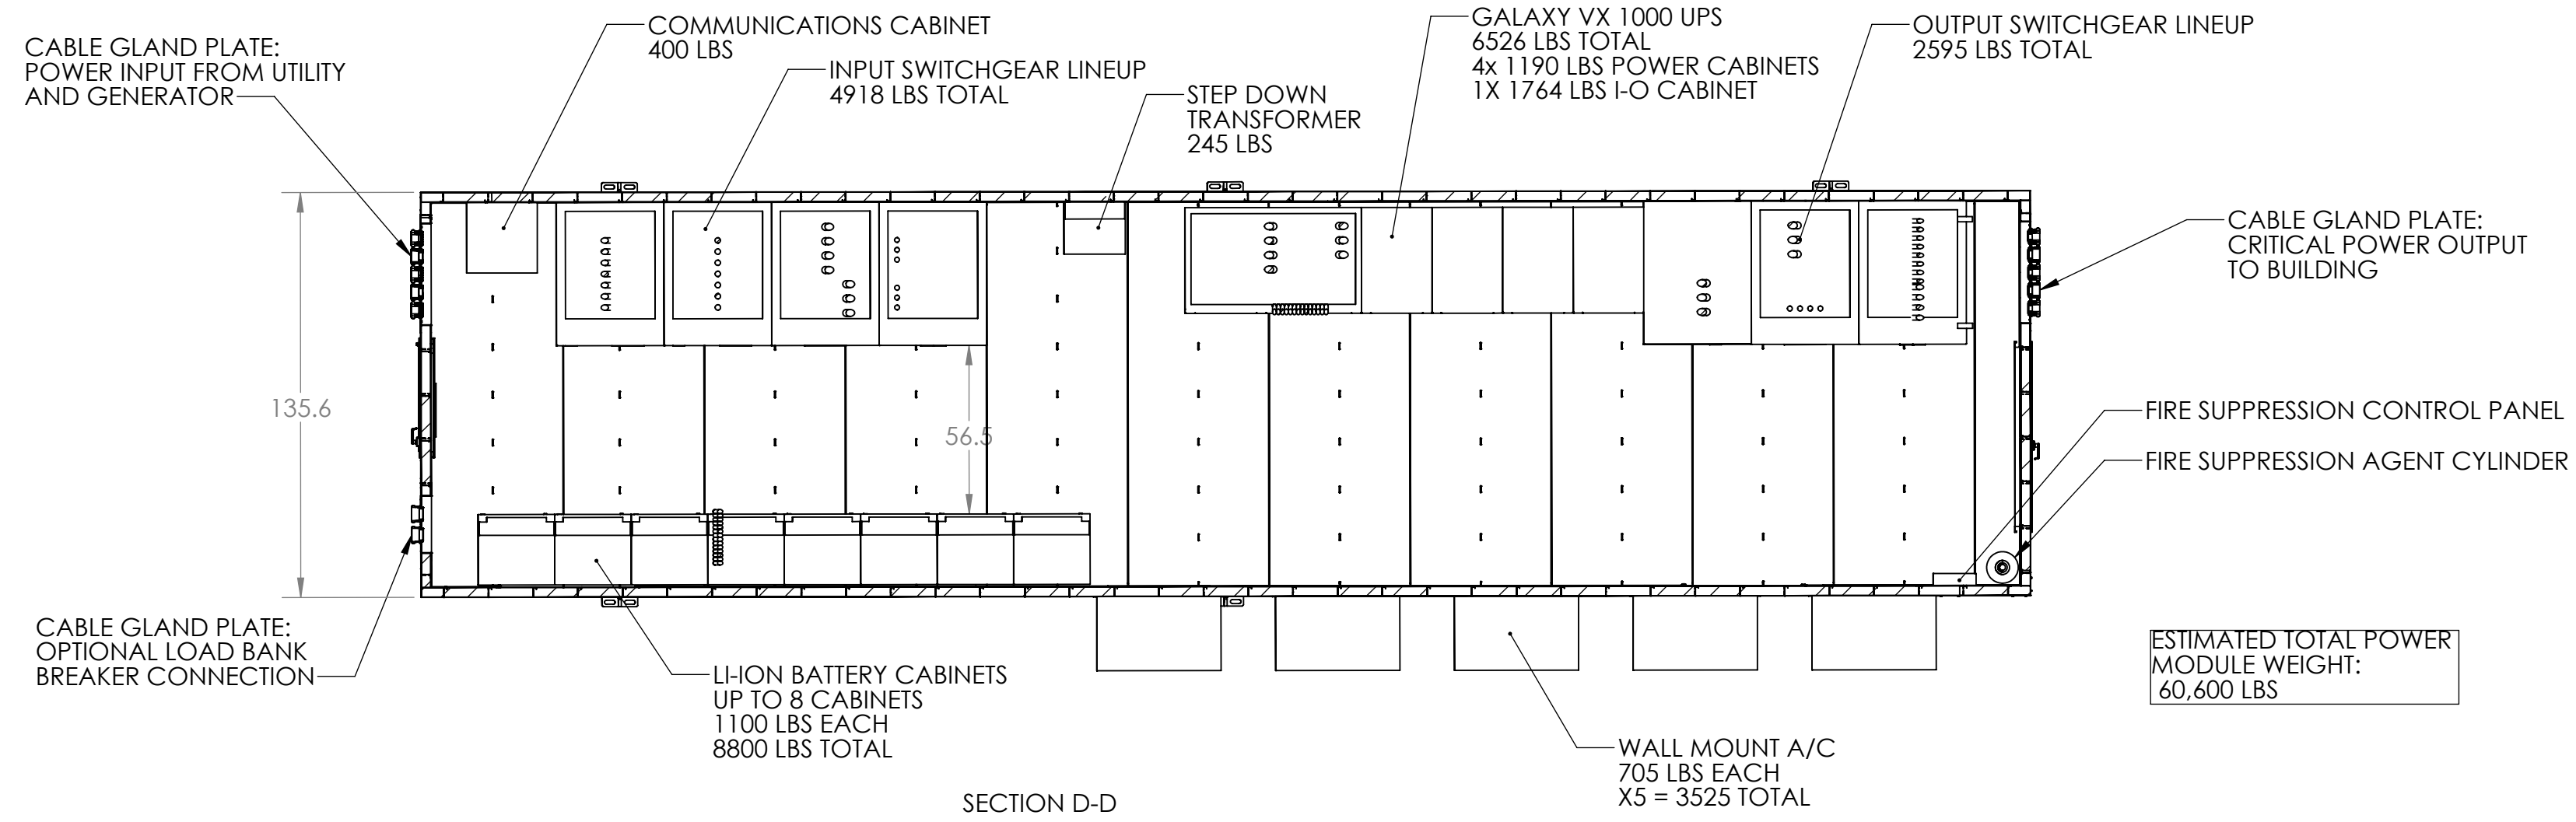 CABLE GLAND PLATE:
POWER INPUT FROM UTILITY
AND GENERATOR
COMMUNICATIONS CABINET
400 LBS
INPUT SWITCHGEAR LINEUP
4918 LBS TOTAL
STEP DOWN
TRANSFORMER
245 LBS
GALAXY VX 1000 UPS
6526 LBS TOTAL
4x 1190 LBS POWER CABINETS
1X 1764 LBS I-O CABINET
OUTPUT SWITCHGEAR LINEUP
2595 LBS TOTAL
CABLE GLAND PLATE:
CRITICAL POWER OUTPUT
TO BUILDING
135.6
56.5
FIRE SUPPRESSION CONTROL PANEL
FIRE SUPPRESSION AGENT CYLINDER
CABLE GLAND PLATE:
OPTIONAL LOAD BANK
BREAKER CONNECTION
LI-ION BATTERY CABINETS
UP TO 8 CABINETS
1100 LBS EACH
8800 LBS TOTAL
WALL MOUNT A/C
705 LBS EACH
X5 = 3525 TOTAL
ESTIMATED TOTAL POWER
MODULE WEIGHT:
60,600 LBS
SECTION D-D